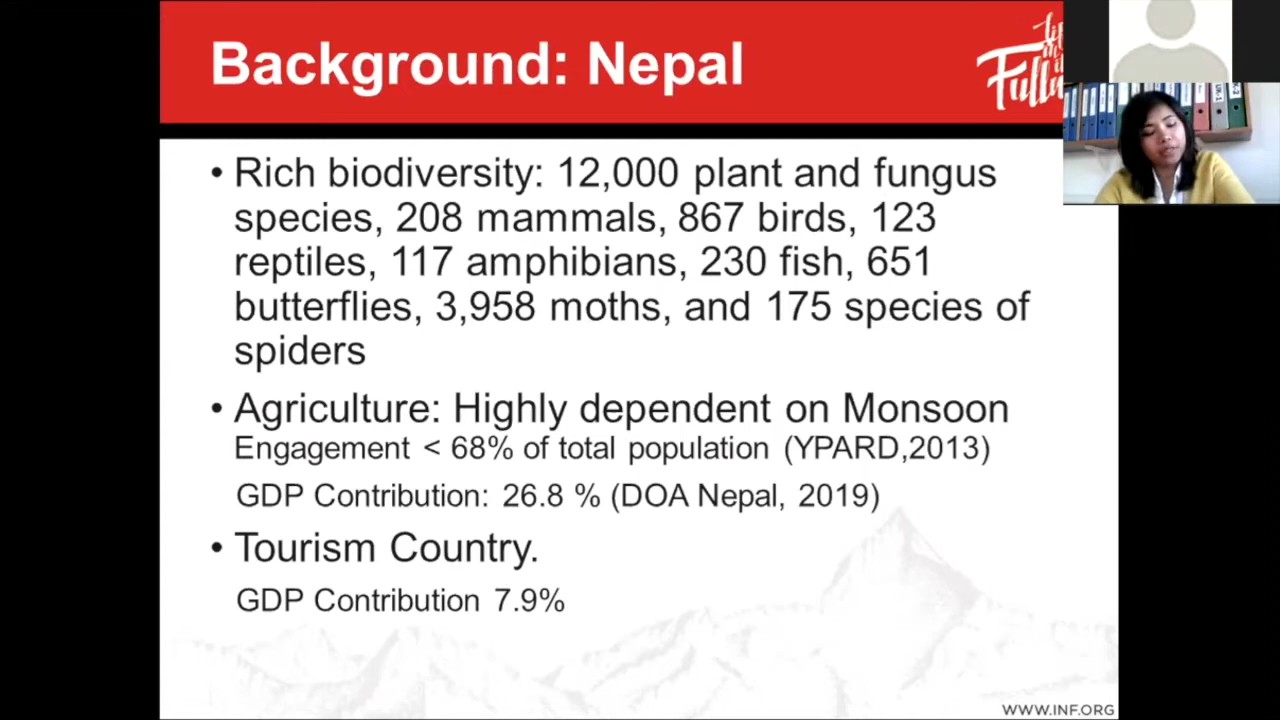 Background: Nepal
• Rich biodiversity: 12,000 plant and fungus
species, 208 mammals, 867 birds, 123
reptiles, 117 amphibians, 230 fish, 651
butterflies, 3,958 moths, and 175 species of
spiders
• Agriculture: Highly dependent on Monsoon
Engagement < 68% of total population (YPARD,2013)
GDP Contribution: 26.8 % (DOA Nepal, 2019)
• Tourism Country.
GDP Contribution 7.9%
WWW.INF.ORG